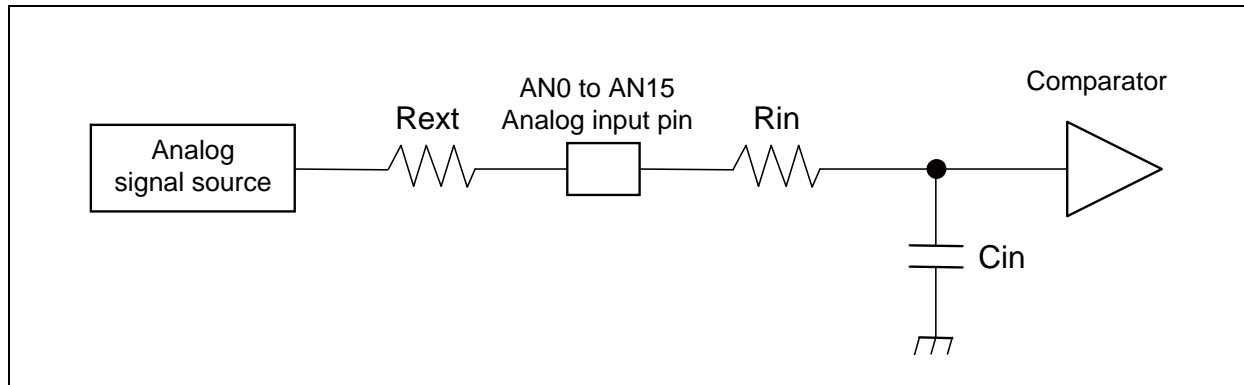 AN0 to AN15
Analog input pin
Comparator
Rext
Rin
Analog
signal source
Cin